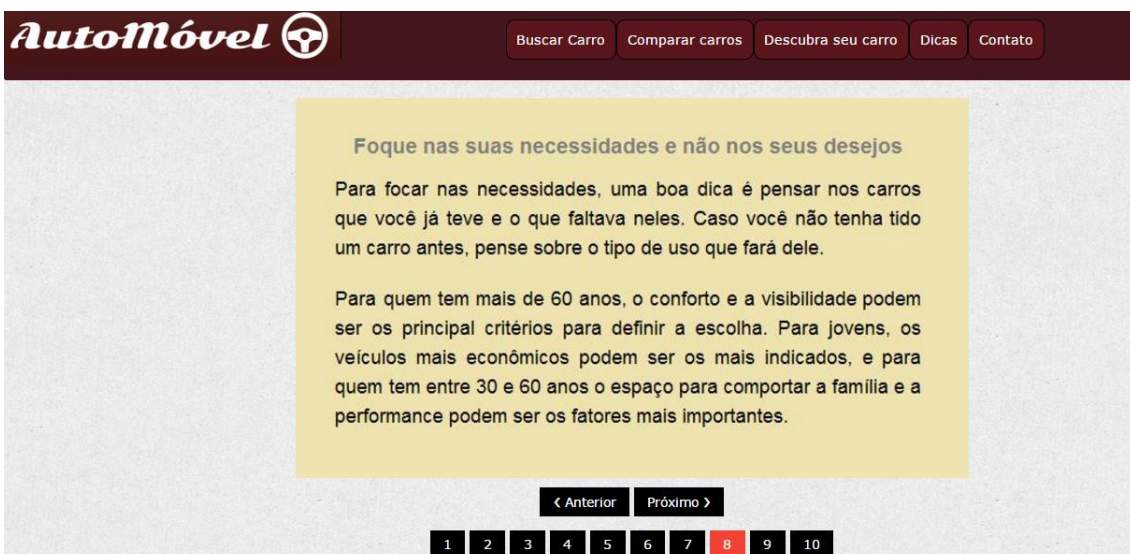 AutoMóvel
Buscar Carro Comparar carros Descubra seu carro Dicas Contato
Foque nas suas necessidades e não nos seus desejos
Para focar nas necessidades, uma boa dica é pensar nos carros
que você já teve e o que faltava neles. Caso você não tenha tido
um carro antes, pense sobre o tipo de uso que fará dele.
Para quem tem mais de 60 anos, o conforto e a visibilidade podem
ser os principal critérios para definir a escolha. Para jovens, os
veículos mais econômicos podem ser os mais indicados, e para
quem tem entre 30 e 60 anos o espaço para comportar a família e a
performance podem ser os fatores mais importantes.
❮ Anterior Próximo ❯
1 2 3 4 5 6 7 8 9 10